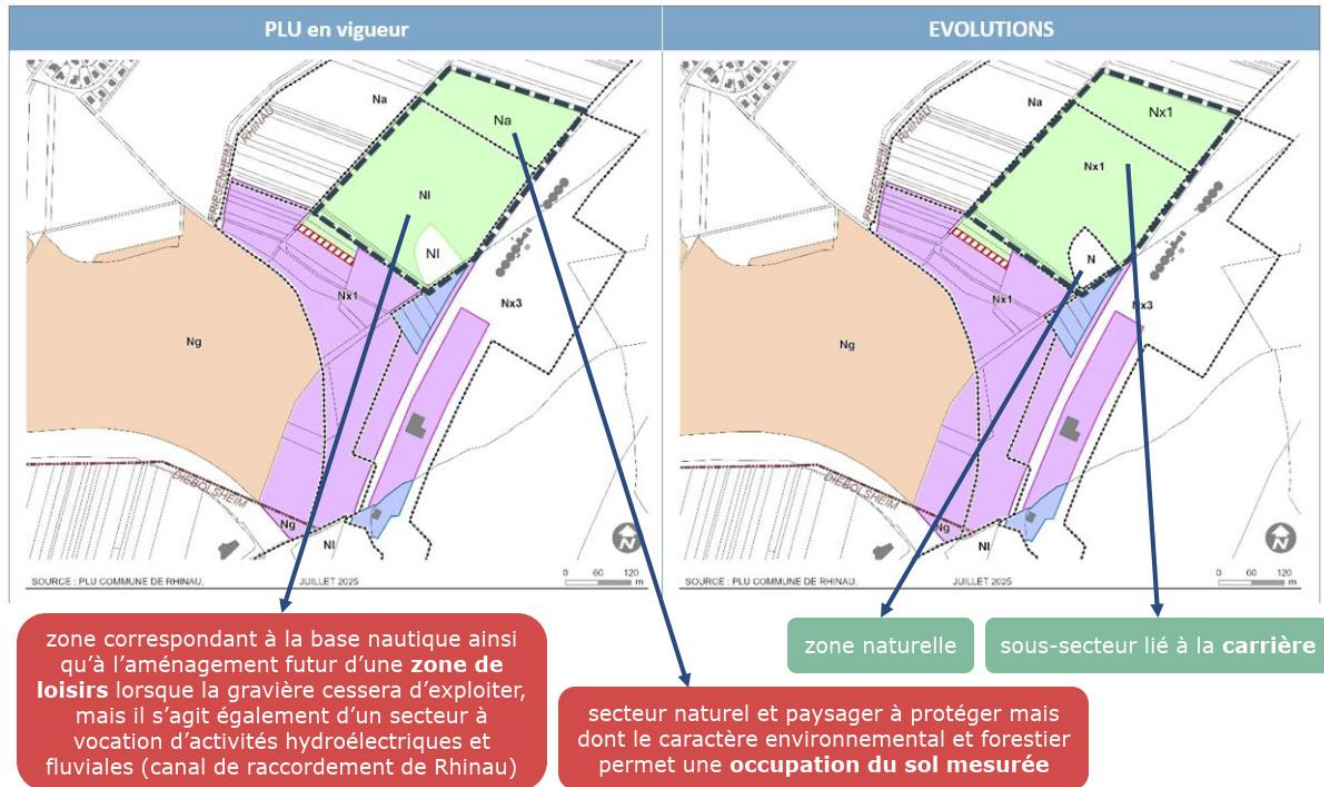 PLU en vigueur
EVOLUTIONS
Na
Na
RHINAU
FRIESENHEIM
Nl
Nl
Nx1
Nx3
Ng
DIEBOLSHEIM
Ng
Nl
N
SOURCE : PLU COMMUNE DE RHINAU.
JUILLET 2025
0 60 120
m
Na
Nx1
RHINAU
FRIESENHEIM
Nx1
N
Nx1
Nx3
Ng
DIEBOLSHEIM
Ng
Nl
N
SOURCE : PLU COMMUNE DE RHINAU.
JUILLET 2025
0 60 120
m
zone correspondant à la base nautique ainsi
qu’à l’aménagement futur d’une zone de
loisirs lorsque la gravière cessera d’exploiter,
mais il s’agit également d’un secteur à
vocation d’activités hydroélectriques et
fluviales (canal de raccordement de Rhinau)
secteur naturel et paysager à protéger mais
dont le caractère environnemental et forestier
permet une occupation du sol mesurée
zone naturelle
sous-secteur lié à la carrière